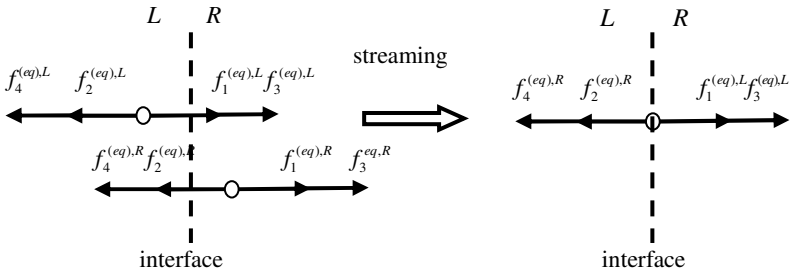 L R L R
streaming
f_4^{(eq),L} f_2^{(eq),L} f_1^{(eq),L} f_3^{(eq),L} f_4^{(eq),R} f_2^{(eq),R} f_1^{(eq),L} f_3^{(eq),L}
f_4^{(eq),R} f_2^{(eq),R} f_1^{(eq),R} f_3^{eq,R}
interface interface